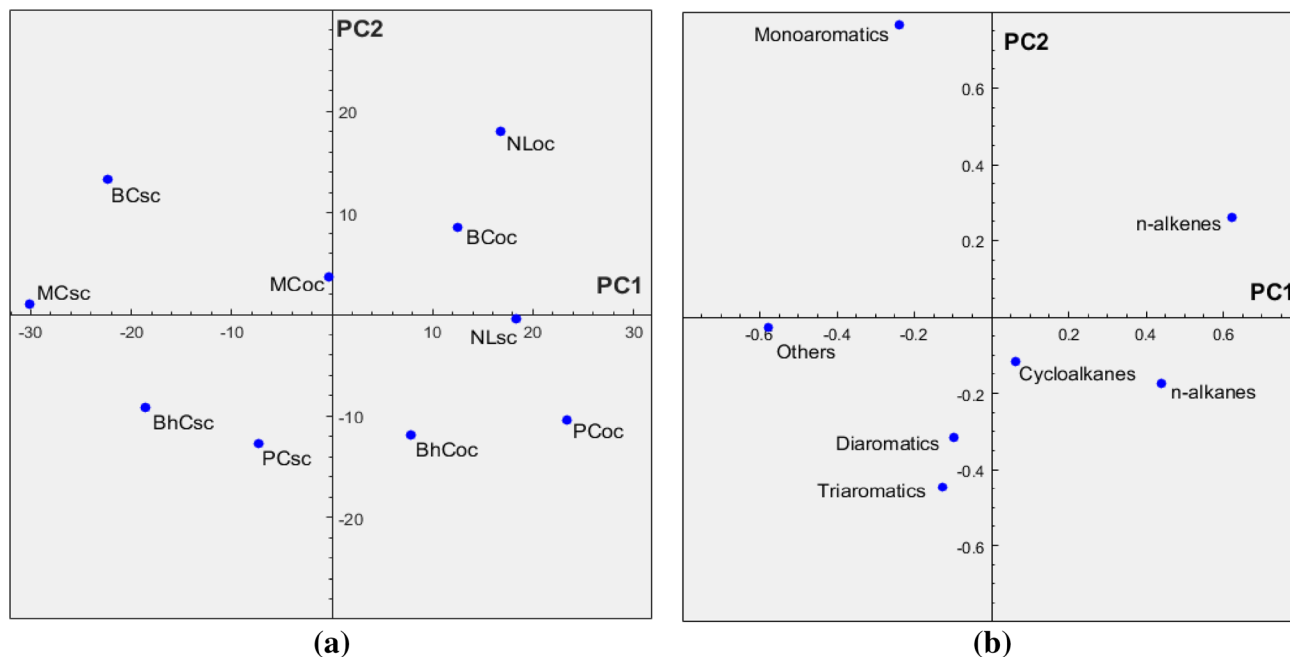 PC2
20
NLoc
BCsc
10
BCoc
MCoc
PC1
MCsc
-30
-20
-10
10
20
30
NLsc
BhCsc
-10
PCoc
PCsc
BhCoc
-20
(a)
Monoaromatics
PC2
0.6
0.4
n-alkenes
0.2
PC1
-0.6
-0.4
-0.2
0.2
0.4
0.6
Others
Cycloalkanes
-0.2
n-alkanes
Diaromatics
-0.4
Triaromatics
-0.6
(b)